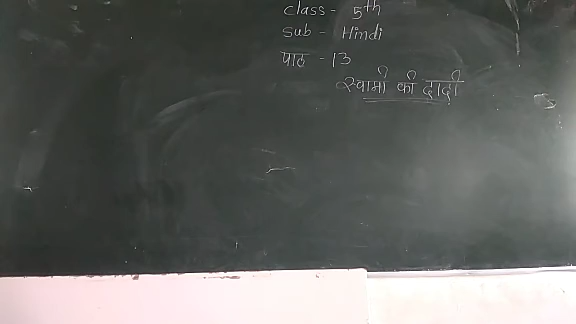 class - 5th
Sub - Hindi
पाठ - 13
स्वामी की दादी